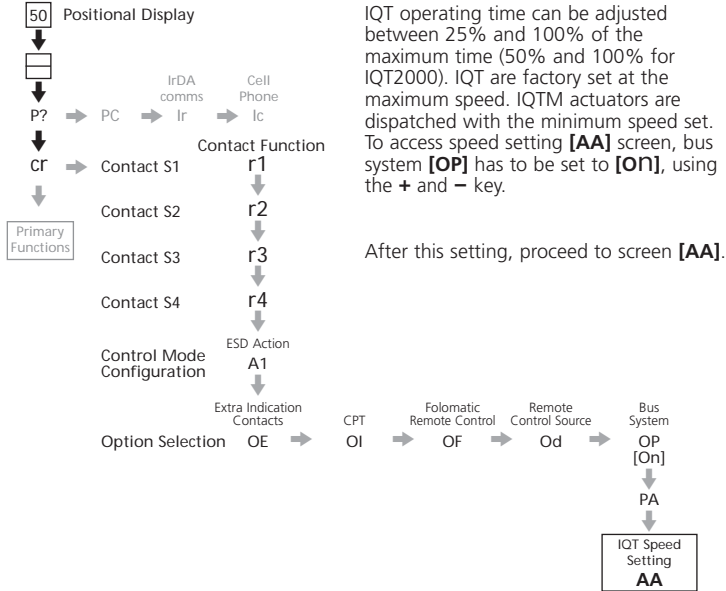 50 Positional Display
IQT operating time can be adjusted
between 25% and 100% of the
maximum time (50% and 100% for
IQT2000). IQT are factory set at the
maximum speed. IQTM actuators are
dispatched with the minimum speed set.
To access speed setting [AA] screen, bus
system [OP] has to be set to [On], using
the + and – key.
After this setting, proceed to screen [AA].
IrDA
comms
Cell
Phone
P? PC Ir Ic
Contact Function
cr Contact S1 r1
Primary
Functions
Contact S2 r2
Contact S3 r3
Contact S4 r4
ESD Action
Control Mode
Configuration
A1
Extra Indication
Contacts
CPT
Folomatic
Remote Control
Remote
Control Source
Bus
System
Option Selection OE OI OF Od OP
[On]
PA
IQT Speed
Setting
AA